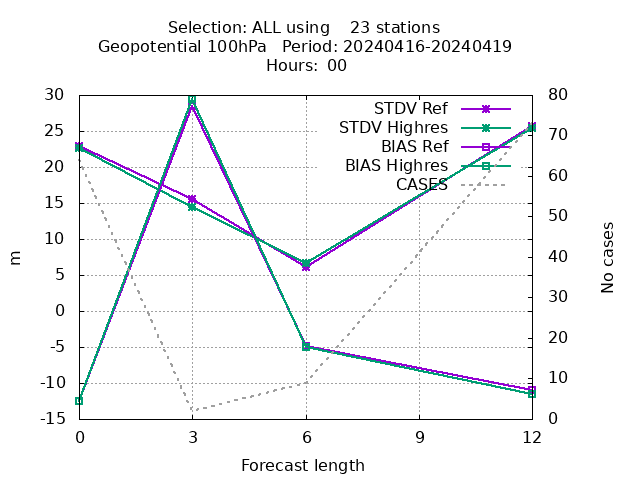 Selection: ALL using    23 stations
Geopotential 100hPa   Period: 20240416-20240419
Hours:  00
30
25
20
15
10
5
0
-5
-10
-15
m
STDV Ref
STDV Highres
BIAS Ref
BIAS Highres
CASES
80
70
60
50
40
30
20
10
0
No cases
0
3
6
9
12
Forecast length